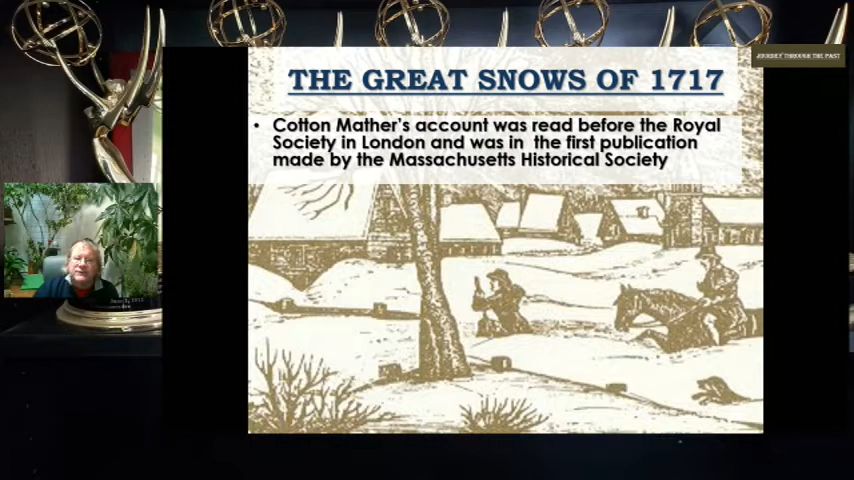 JOURNEY THROUGH THE PAST
THE GREAT SNOWS OF 1717
• Cotton Mather's account was read before the Royal
Society in London and was in the first publication
made by the Massachusetts Historical Society